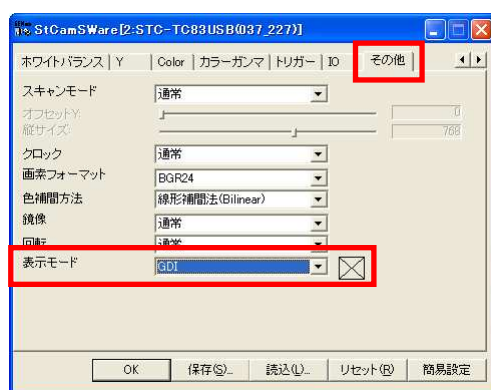 StCamSWare[2:STC-TC83USB(037_227)]
ホワイトバランス Y Color カラーガンマ トリガー IO その他
スキャンモード 通常
オフセットY: 0
縦サイズ: 768
クロック 通常
画素フォーマット BGR24
色補間方法 線形補間法(Bilinear)
鏡像 通常
回転 通常
表示モード GDI
OK 保存(S)... 読込(L)... リセット(R) 簡易設定